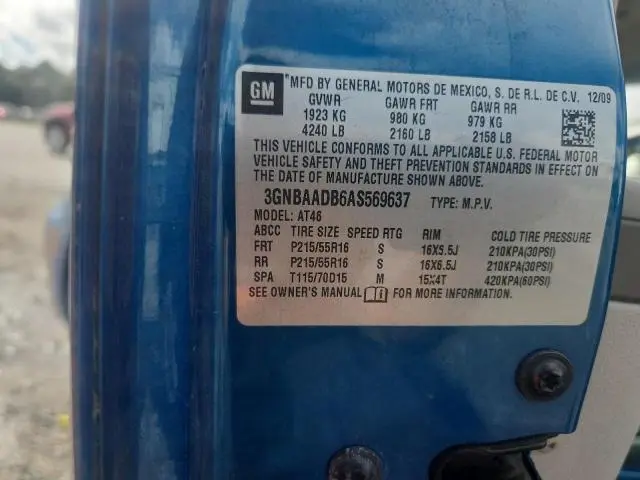 GM
MFD BY GENERAL MOTORS DE MEXICO, S. DE R.L. DE C.V. 12/09
GVWR GAWR FRT GAWR RR
1923 KG 980 KG 979 KG
4240 LB 2160 LB 2158 LB
THIS VEHICLE CONFORMS TO ALL APPLICABLE U.S. FEDERAL MOTOR
VEHICLE SAFETY AND THEFT PREVENTION STANDARDS IN EFFECT ON
THE DATE OF MANUFACTURE SHOWN ABOVE.
3GNBAADB6AS569637 TYPE: M.P.V.
MODEL: AT46
ABCC TIRE SIZE SPEED RTG RIM COLD TIRE PRESSURE
FRT P215/55R16 S 16X6.5J 210KPA(30PSI)
RR P215/55R16 S 16X6.5J 210KPA(30PSI)
SPA T115/70D15 M 15X4T 420KPA(60PSI)
SEE OWNER'S MANUAL FOR MORE INFORMATION.